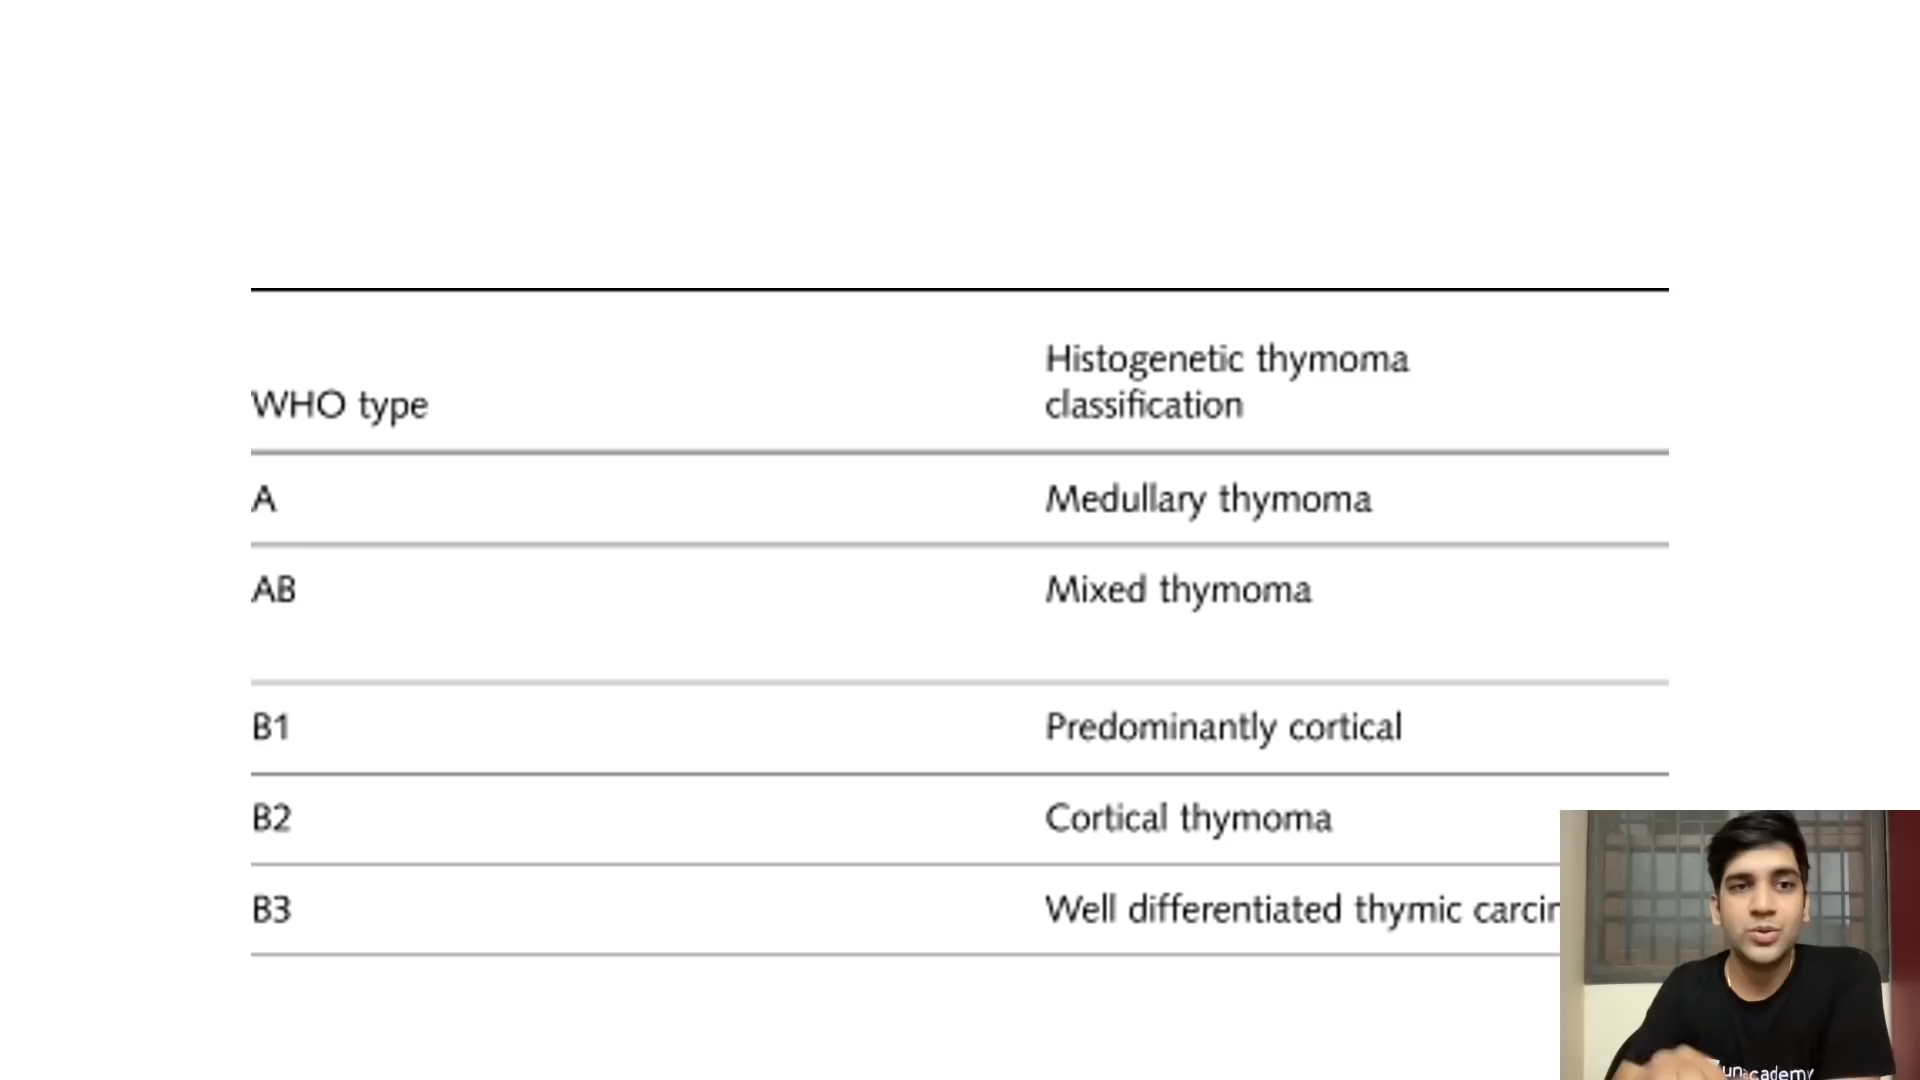 WHO type
Histogenetic thymoma
classification
A
Medullary thymoma
AB
Mixed thymoma
B1
Predominantly cortical
B2
Cortical thymoma
B3
Well differentiated thymic
unacademy